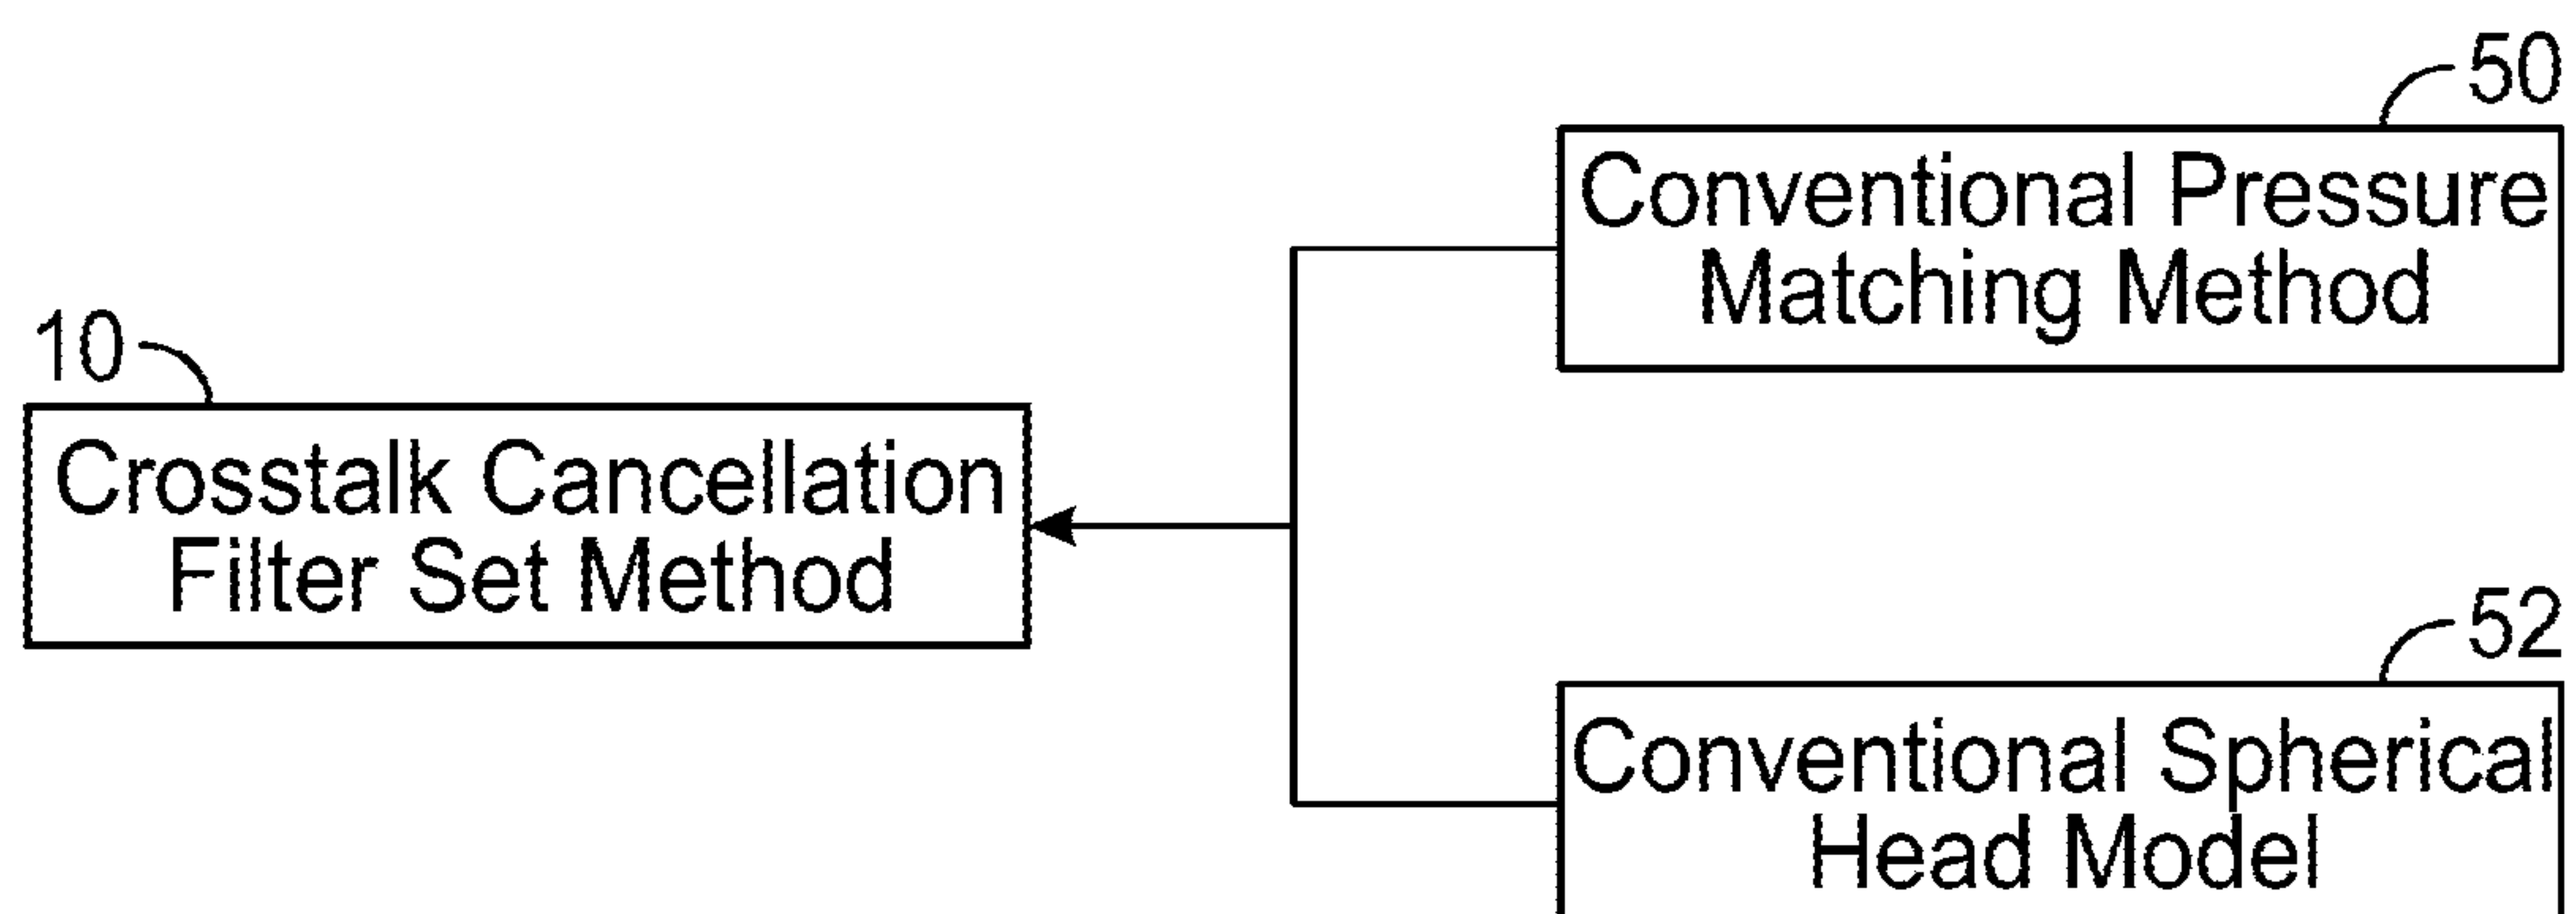 50
Conventional Pressure
Matching Method
10
Crosstalk Cancellation
Filter Set Method
52
Conventional Spherical
Head Model